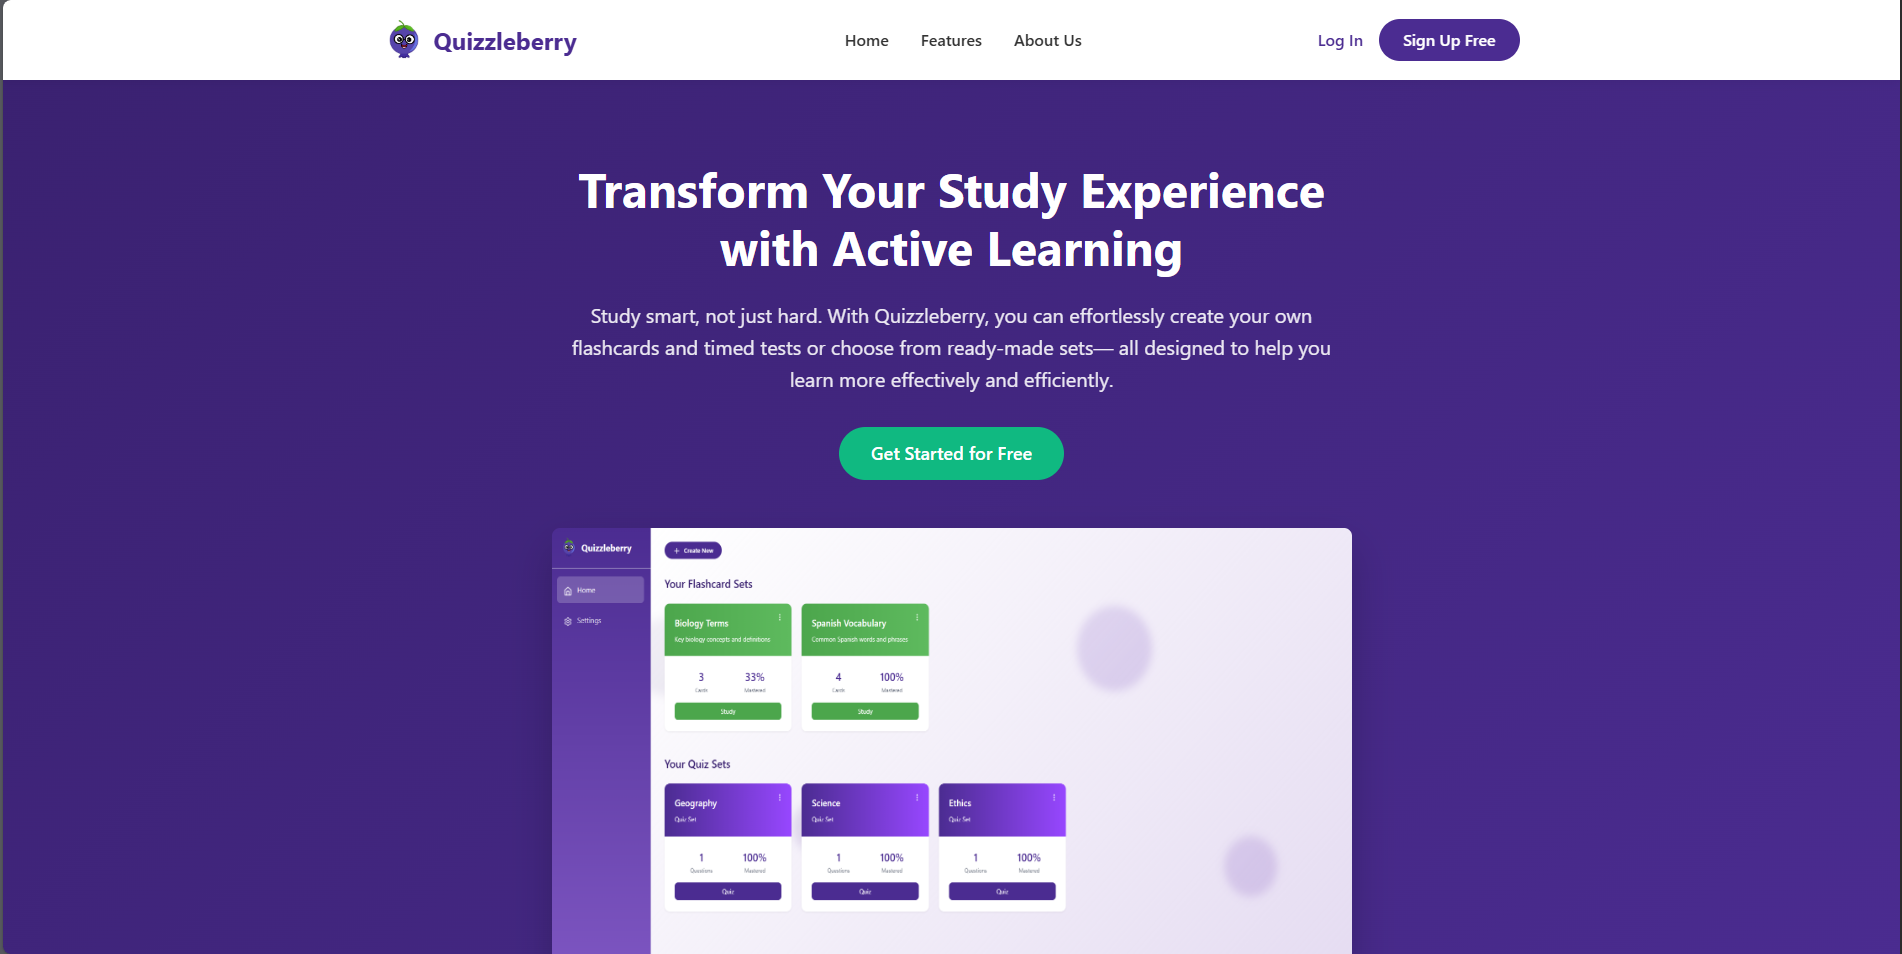 Quizzleberry
Home
Features
About Us
Log In
Sign Up Free
Transform Your Study Experience
with Active Learning
Study smart, not just hard. With Quizzleberry, you can effortlessly create your own
flashcards and timed tests or choose from ready-made sets— all designed to help you
learn more effectively and efficiently.
Get Started for Free
Quizzleberry
Home
Settings
+ Create New
Your Flashcard Sets
Biology Terms
Key biology concepts and definitions
3
33%
Cards
Mastered
Study
Spanish Vocabulary
Common Spanish words and phrases
4
100%
Cards
Mastered
Study
Your Quiz Sets
Geography
Quiz Set
1
100%
Questions
Mastered
Quiz
Science
Quiz Set
1
100%
Questions
Mastered
Quiz
Ethics
Quiz Set
1
100%
Questions
Mastered
Quiz